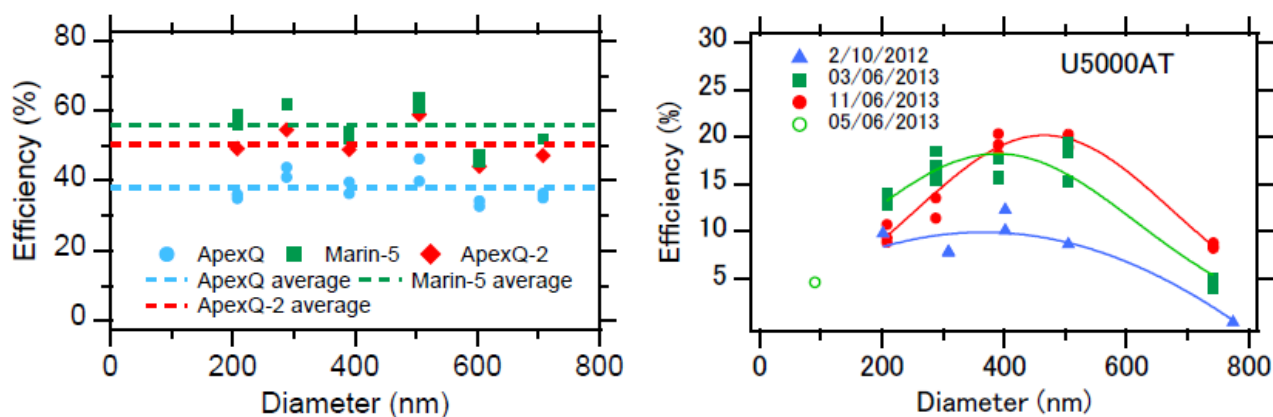 80
60
40
20
0
Efficiency (%)
ApexQ Marin-5 ApexQ-2
ApexQ average Marin-5 average
ApexQ-2 average
0 200 400 600 800
Diameter (nm)
30
25
20
15
10
5
Efficiency (%)
2/10/2012
03/06/2013
11/06/2013
05/06/2013
U5000AT
0 200 400 600 800
Diameter (nm)